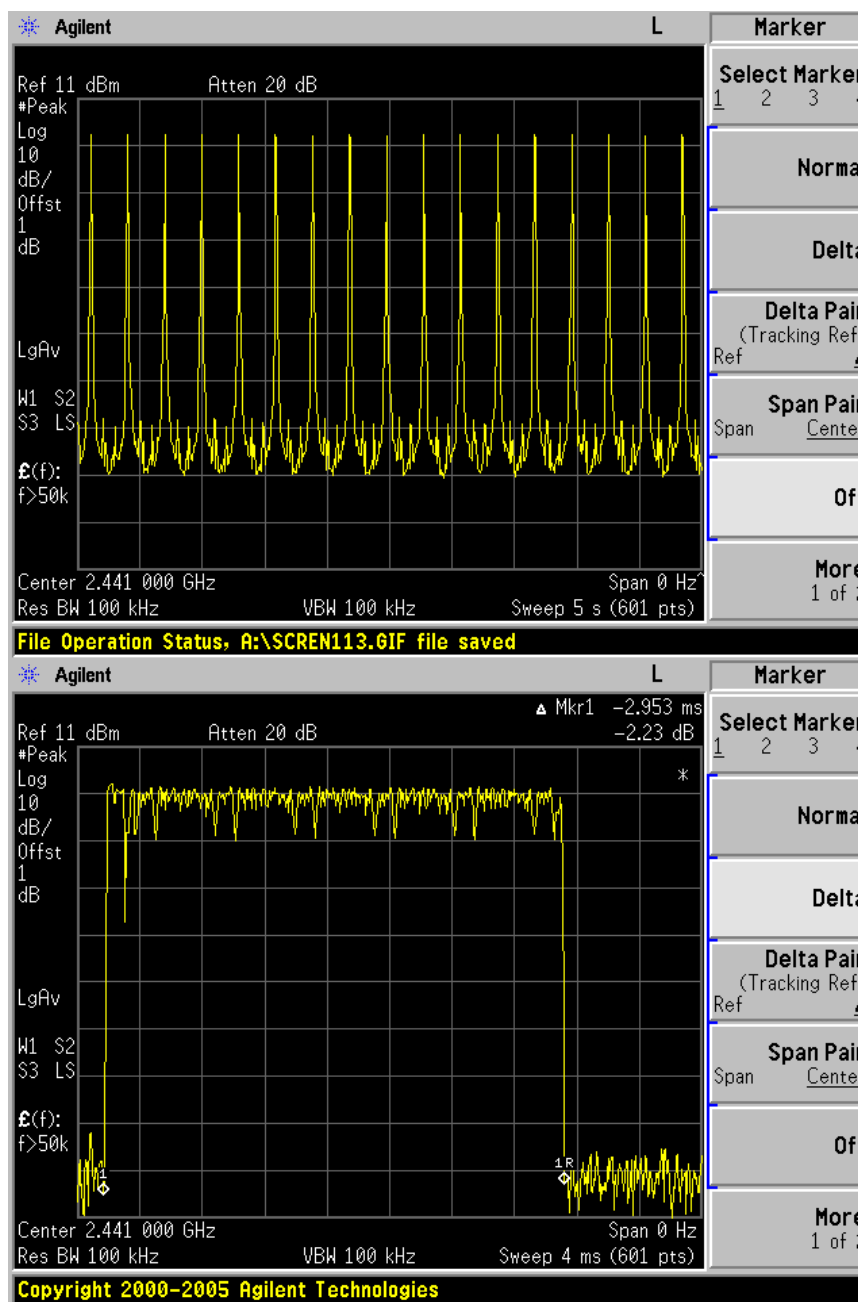 Agilent L Marker
Ref 11 dBm Atten 20 dB
#Peak
Log
10
dB/
Offst
1
dB
LgAv
W1 S2
S3 LS
£(f):
f>50k
Center 2.441 000 GHz Span 0 Hz^
Res BW 100 kHz VBW 100 kHz Sweep 5 s (601 pts)
File Operation Status, A:\SCREN113.GIF file saved
Select Marker
1 2 3
Norma
Delta
Delta Pair
(Tracking Ref
Ref
Span Pair
Span Center
Of
More
1 of 2
Agilent L Marker
Δ Mkr1 -2.953 ms
Ref 11 dBm Atten 20 dB -2.23 dB
#Peak
Log
10
dB/
Offst
1
dB
*
LgAv
W1 S2
S3 LS
£(f):
f>50k
1
1R
Center 2.441 000 GHz Span 0 Hz
Res BW 100 kHz VBW 100 kHz Sweep 4 ms (601 pts)
Copyright 2000-2005 Agilent Technologies
Select Marker
1 2 3
Norma
Delta
Delta Pair
(Tracking Ref
Ref
Span Pair
Span Center
Of
More
1 of 2